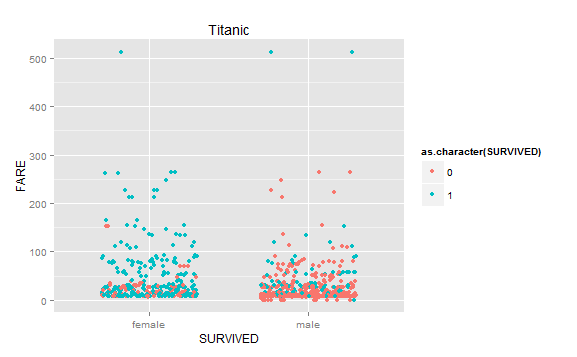 Titanic
FARE
500
400
300
200
100
0
female male
SURVIVED
as.character(SURVIVED)
0
1